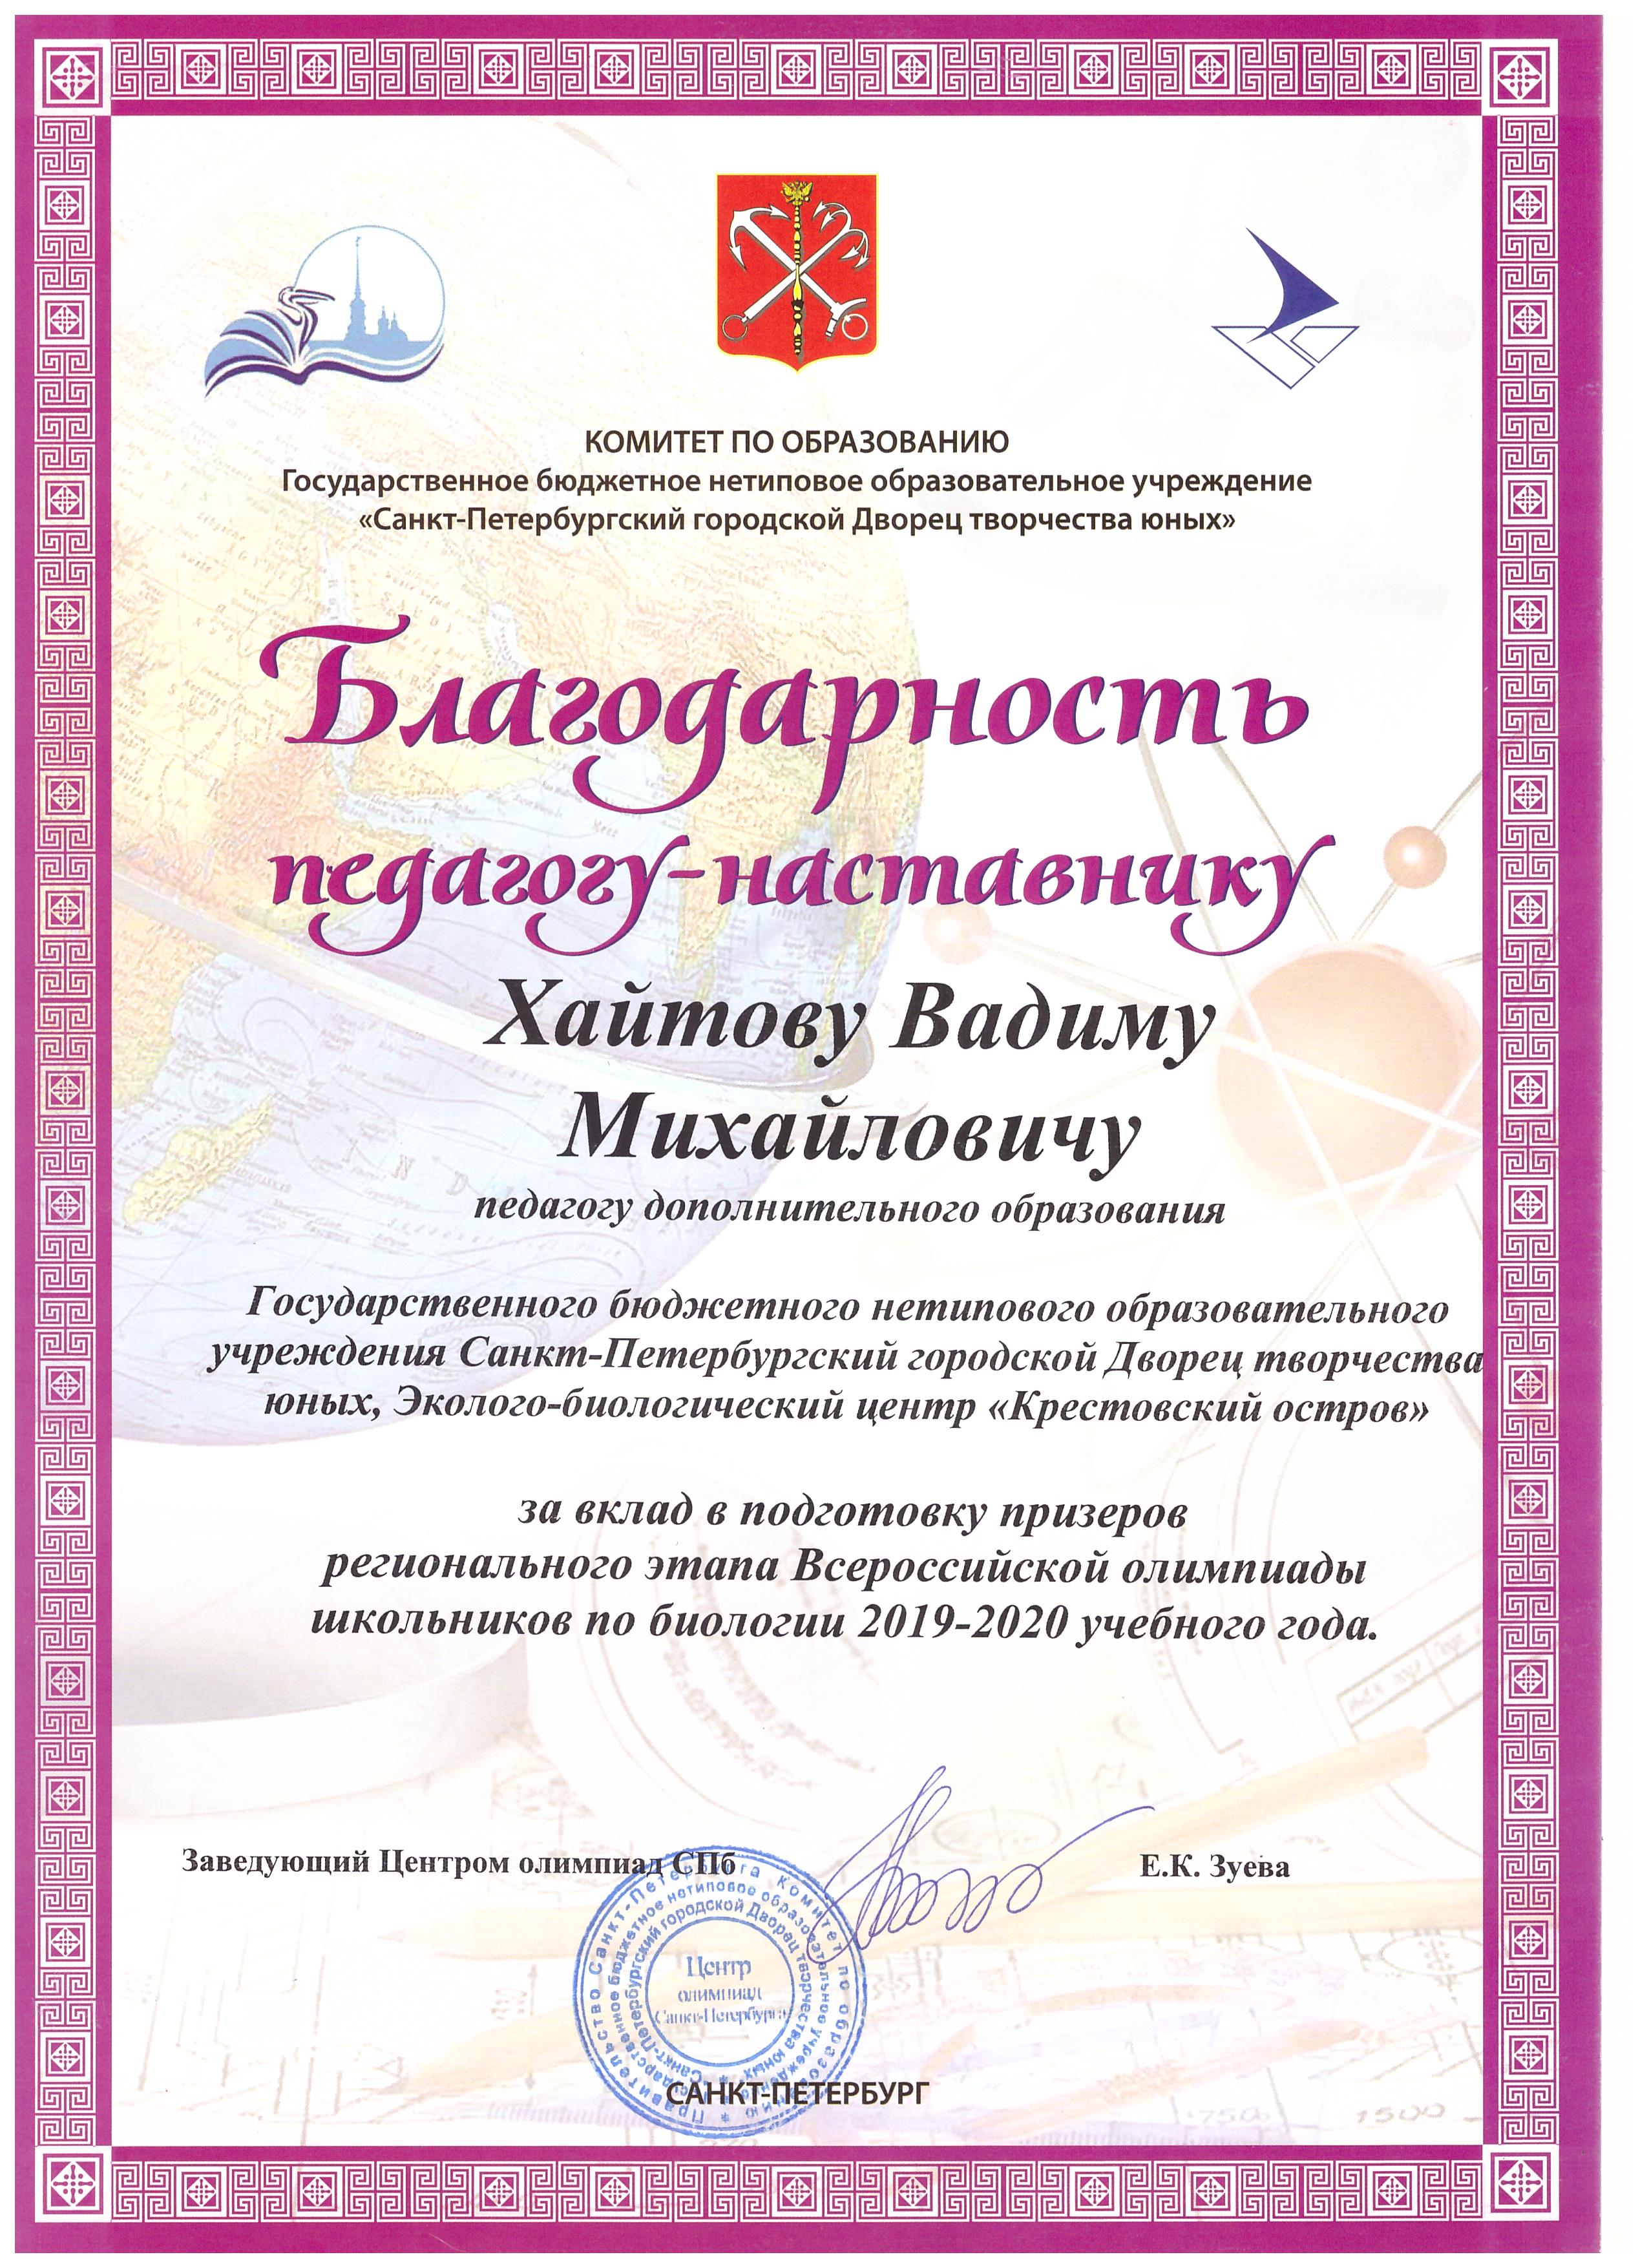 КОМИТЕТ ПО ОБРАЗОВАНИЮ
Государственное бюджетное нетиповое образовательное учреждение
«Санкт-Петербургский городской Дворец творчества юных»
Благодарность
педагогу-наставнику
Хайтову Вадиму
Михайловичу
педагогу дополнительного образования
Государственного бюджетного нетипового образовательного
учреждения Санкт-Петербургский городской Дворец творчества
юных, Эколого-биологический центр «Крестовский остров»
за вклад в подготовку призеров
регионального этапа Всероссийской олимпиады
школьников по биологии 2019-2020 учебного года.
Заведующий Центром олимпиад СПб
Е.К. Зуева
Правительство Санкт-Петербурга Комитет по образованию
Государственное бюджетное нетиповое образовательное учреждение
Санкт-Петербургский городской Дворец творчества юных
Центр
олимпиад
Санкт-Петербурга
САНКТ-ПЕТЕРБУРГ
1500